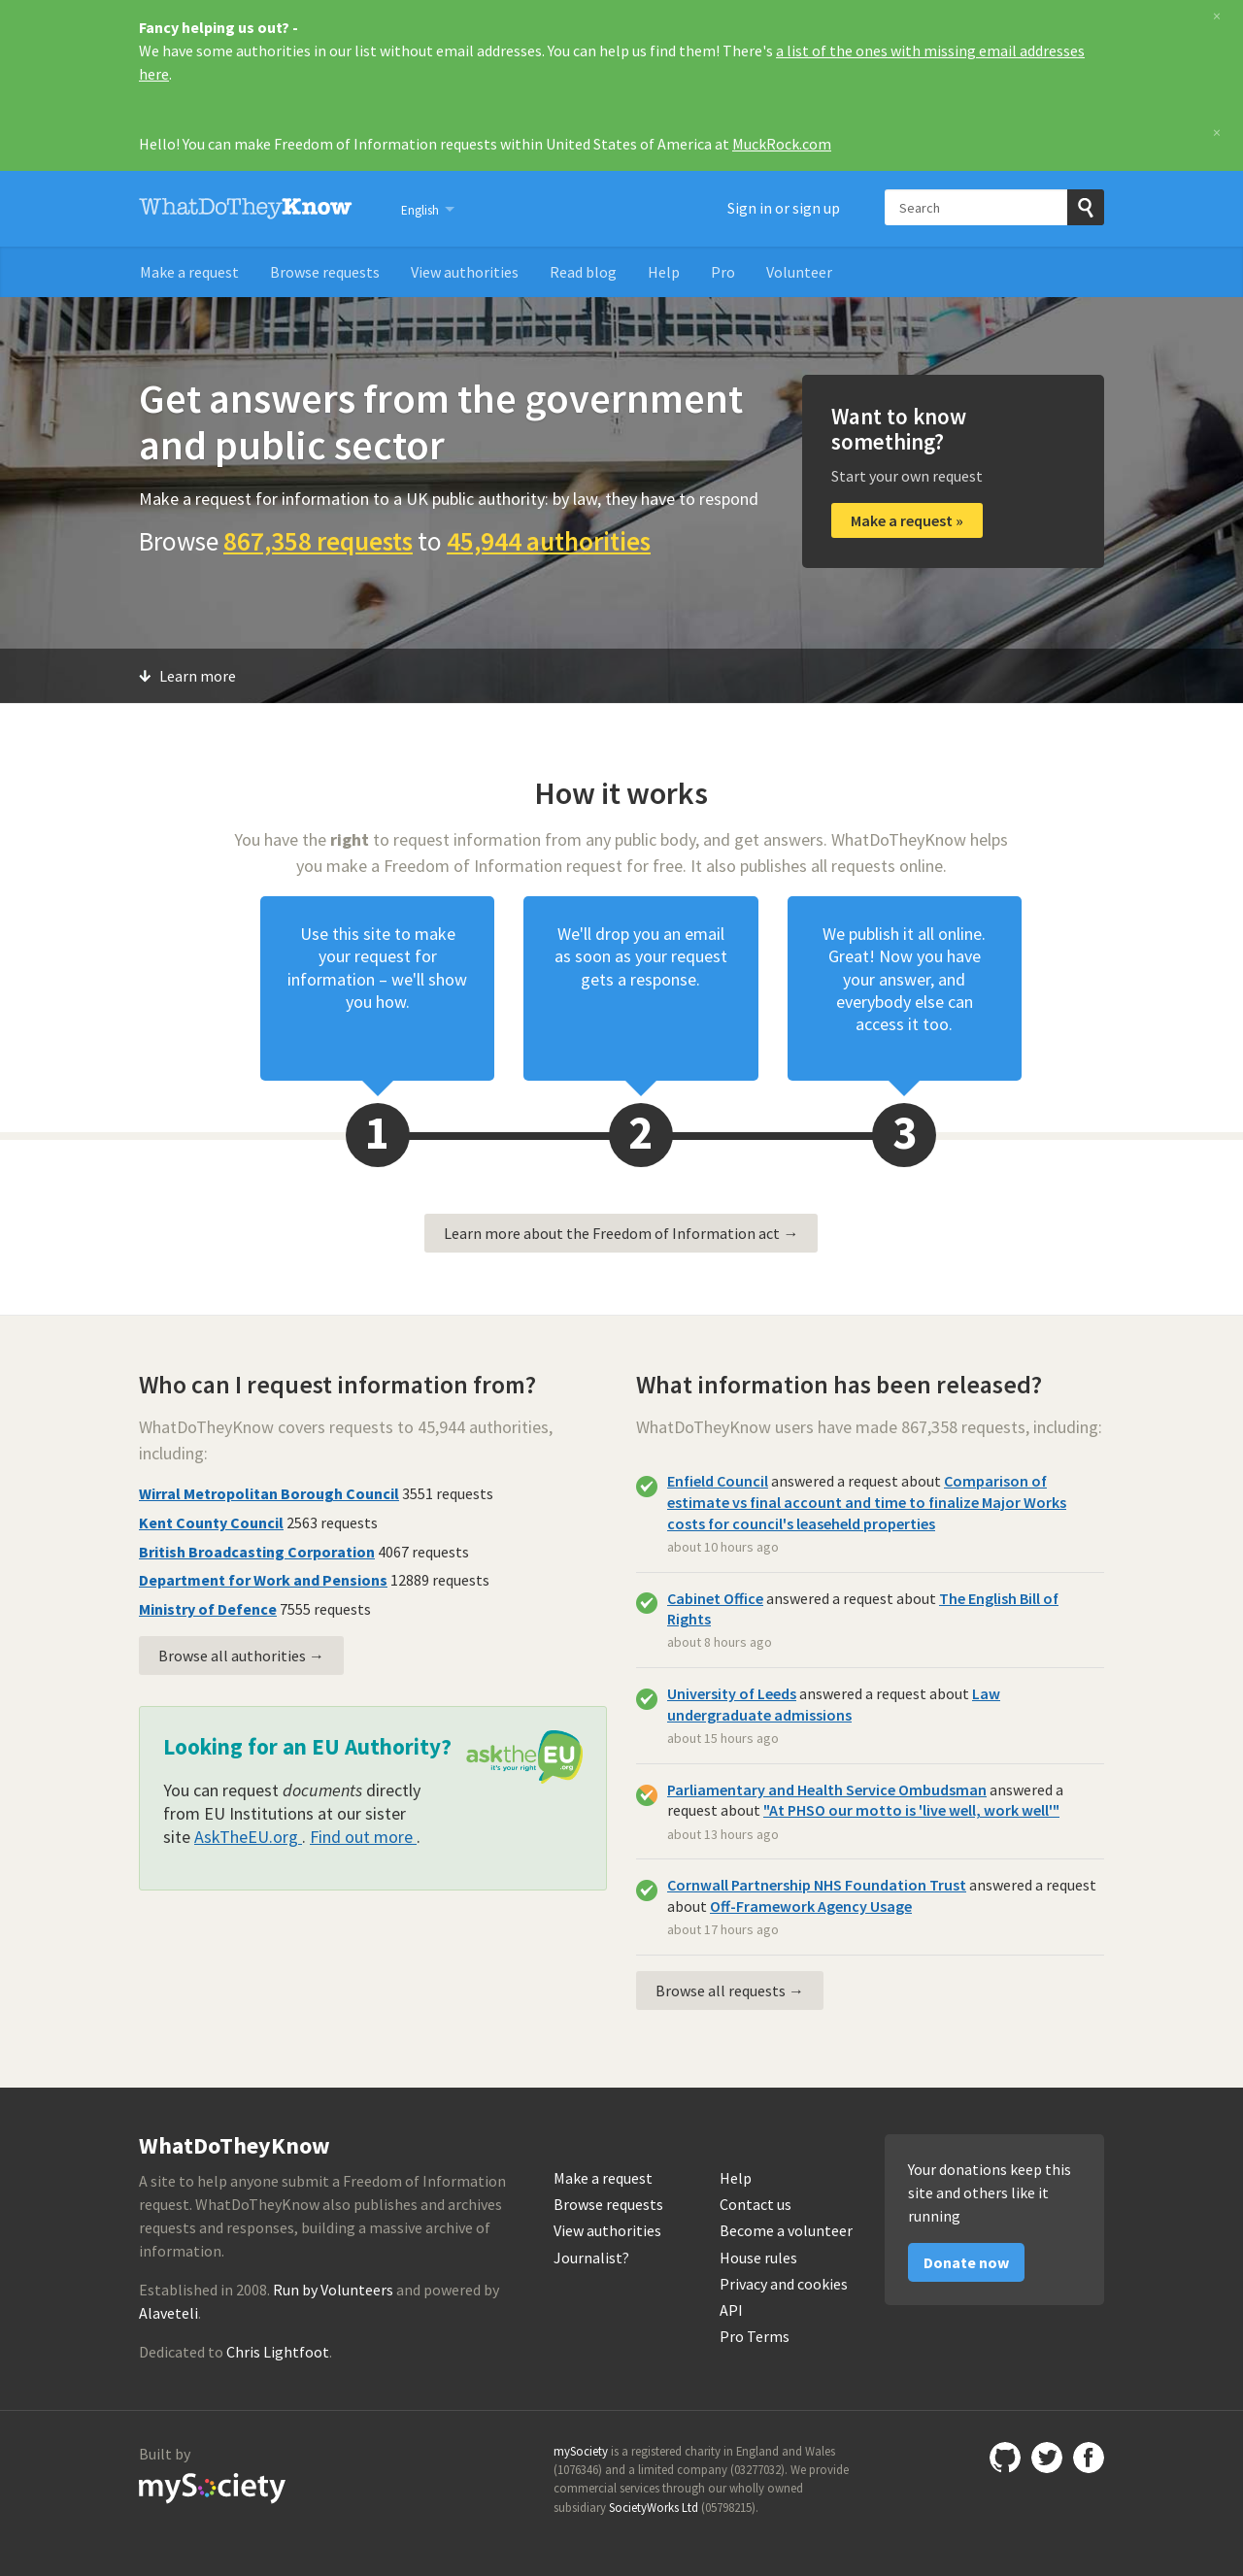 Fancy helping us out? -
We have some authorities in our list without email addresses. You can help us find them! There's a list of the ones with missing email addresses
here.
×
Hello! You can make Freedom of Information requests within United States of America at MuckRock.com
×
WhatDoTheyKnow
English
Sign in or sign up
Search
Make a request
Browse requests
View authorities
Read blog
Help
Pro
Volunteer
Get answers from the government
and public sector
Make a request for information to a UK public authority: by law, they have to respond
Browse 867,358 requests to 45,944 authorities
Want to know
something?
Start your own request
Make a request »
Learn more
How it works
You have the right to request information from any public body, and get answers. WhatDoTheyKnow helps
you make a Freedom of Information request for free. It also publishes all requests online.
Use this site to make
your request for
information – we'll show
you how.
We'll drop you an email
as soon as your request
gets a response.
We publish it all online.
Great! Now you have
your answer, and
everybody else can
access it too.
1
2
3
Learn more about the Freedom of Information act →
Who can I request information from?
WhatDoTheyKnow covers requests to 45,944 authorities,
including:
Wirral Metropolitan Borough Council 3551 requests
Kent County Council 2563 requests
British Broadcasting Corporation 4067 requests
Department for Work and Pensions 12889 requests
Ministry of Defence 7555 requests
Browse all authorities →
Looking for an EU Authority?
asktheEU
it's your right .org
You can request documents directly
from EU Institutions at our sister
site AskTheEU.org . Find out more .
What information has been released?
WhatDoTheyKnow users have made 867,358 requests, including:
Enfield Council answered a request about Comparison of
estimate vs final account and time to finalize Major Works
costs for council's leaseheld properties
about 10 hours ago
Cabinet Office answered a request about The English Bill of
Rights
about 8 hours ago
University of Leeds answered a request about Law
undergraduate admissions
about 15 hours ago
Parliamentary and Health Service Ombudsman answered a
request about "At PHSO our motto is 'live well, work well'"
about 13 hours ago
Cornwall Partnership NHS Foundation Trust answered a request
about Off-Framework Agency Usage
about 17 hours ago
Browse all requests →
WhatDoTheyKnow
A site to help anyone submit a Freedom of Information
request. WhatDoTheyKnow also publishes and archives
requests and responses, building a massive archive of
information.
Established in 2008. Run by Volunteers and powered by
Alaveteli.
Dedicated to Chris Lightfoot.
Make a request
Browse requests
View authorities
Journalist?
Help
Contact us
Become a volunteer
House rules
Privacy and cookies
API
Pro Terms
Your donations keep this
site and others like it
running
Donate now
Built by
mySociety
mySociety is a registered charity in England and Wales
(1076346) and a limited company (03277032). We provide
commercial services through our wholly owned
subsidiary SocietyWorks Ltd (05798215).